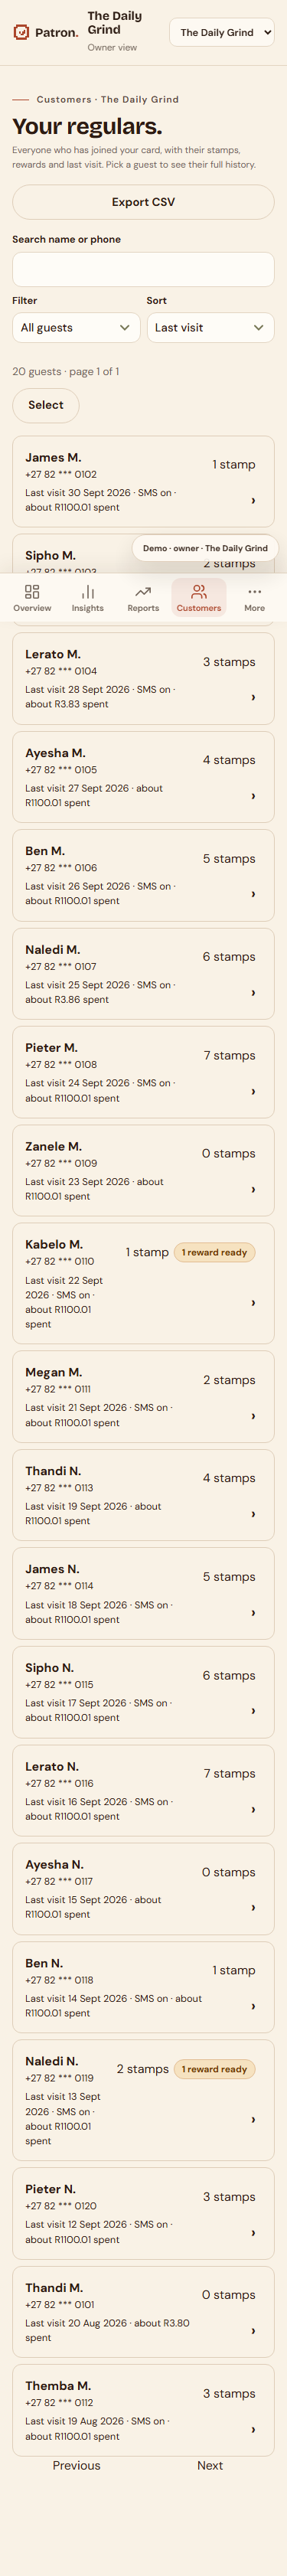 Patron.
The Daily
Grind
Owner view
The Daily Grind
Customers · The Daily Grind
Your regulars.
Everyone who has joined your card, with their stamps,
rewards and last visit. Pick a guest to see their full history.
Export CSV
Search name or phone
Filter
Sort
All guests
Last visit
20 guests · page 1 of 1
Select
James M.
1 stamp
+27 82 *** 0102
Last visit 30 Sept 2026 · SMS on ·
about R1100.01 spent
›
Sipho M.
2 stamps
+27 82 *** 0103
Demo · owner · The Daily Grind
Overview
Insights
Reports
Customers
More
Lerato M.
3 stamps
+27 82 *** 0104
Last visit 28 Sept 2026 · SMS on ·
about R3.83 spent
›
Ayesha M.
4 stamps
+27 82 *** 0105
Last visit 27 Sept 2026 · about
R1100.01 spent
›
Ben M.
5 stamps
+27 82 *** 0106
Last visit 26 Sept 2026 · SMS on ·
about R1100.01 spent
›
Naledi M.
6 stamps
+27 82 *** 0107
Last visit 25 Sept 2026 · SMS on ·
about R3.86 spent
›
Pieter M.
7 stamps
+27 82 *** 0108
Last visit 24 Sept 2026 · SMS on ·
about R1100.01 spent
›
Zanele M.
0 stamps
+27 82 *** 0109
Last visit 23 Sept 2026 · about
R1100.01 spent
›
Kabelo M.
1 stamp
1 reward ready
+27 82 *** 0110
Last visit 22 Sept
2026 · SMS on ·
about R1100.01
spent
›
Megan M.
2 stamps
+27 82 *** 0111
Last visit 21 Sept 2026 · SMS on ·
about R1100.01 spent
›
Thandi N.
4 stamps
+27 82 *** 0113
Last visit 19 Sept 2026 · about
R1100.01 spent
›
James N.
5 stamps
+27 82 *** 0114
Last visit 18 Sept 2026 · SMS on ·
about R1100.01 spent
›
Sipho N.
6 stamps
+27 82 *** 0115
Last visit 17 Sept 2026 · SMS on ·
about R1100.01 spent
›
Lerato N.
7 stamps
+27 82 *** 0116
Last visit 16 Sept 2026 · SMS on ·
about R1100.01 spent
›
Ayesha N.
0 stamps
+27 82 *** 0117
Last visit 15 Sept 2026 · about
R1100.01 spent
›
Ben N.
1 stamp
+27 82 *** 0118
Last visit 14 Sept 2026 · SMS on · about
R1100.01 spent
›
Naledi N.
2 stamps
1 reward ready
+27 82 *** 0119
Last visit 13 Sept
2026 · SMS on ·
about R1100.01
spent
›
Pieter N.
3 stamps
+27 82 *** 0120
Last visit 12 Sept 2026 · SMS on ·
about R1100.01 spent
›
Thandi M.
0 stamps
+27 82 *** 0101
Last visit 20 Aug 2026 · about R3.80
spent
›
Themba M.
3 stamps
+27 82 *** 0112
Last visit 19 Aug 2026 · SMS on ·
about R1100.01 spent
›
Previous
Next